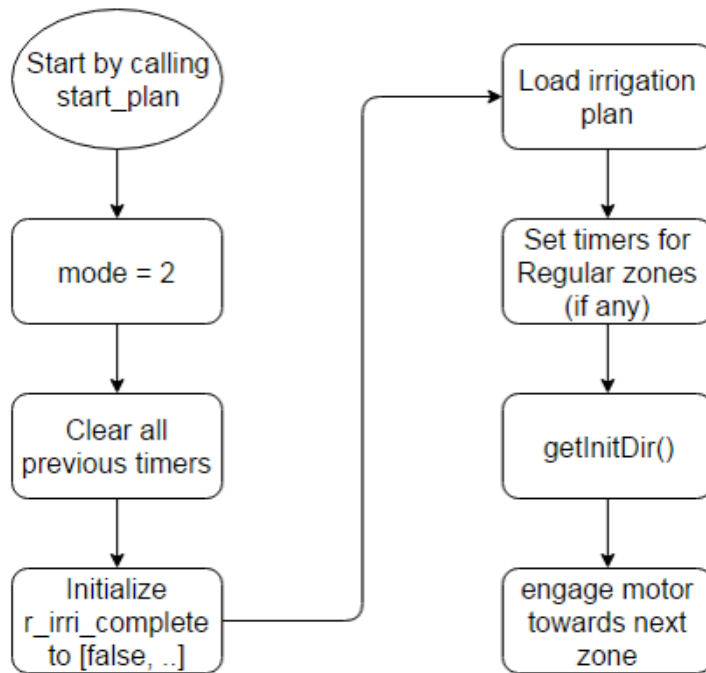 Start by calling
start_plan
mode = 2
Clear all
previous timers
Initialize
r_irri_complete
to [false, ..]
Load irrigation
plan
Set timers for
Regular zones
(if any)
getInitDir()
engage motor
towards next
zone